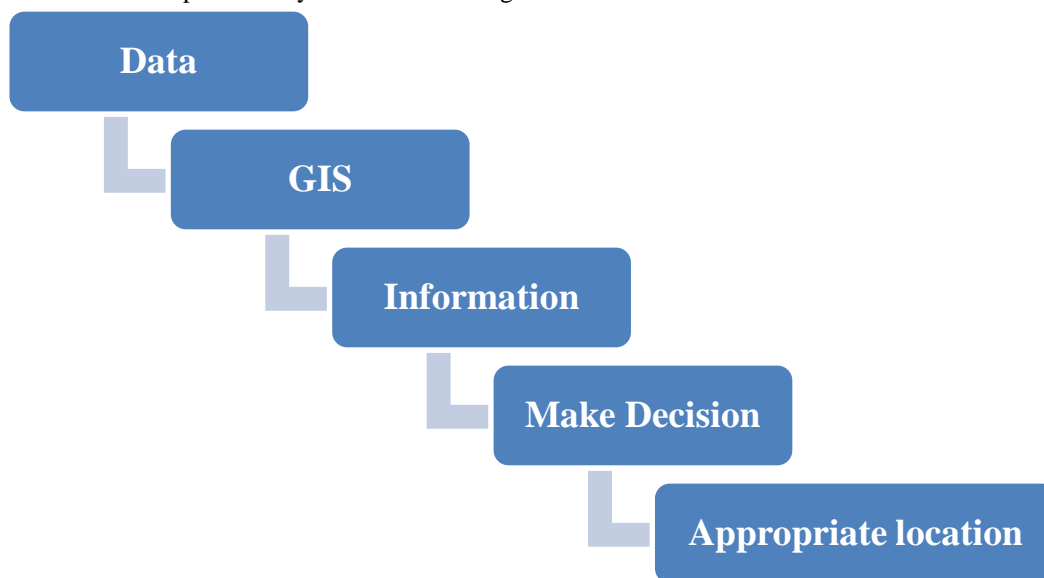 Data
GIS
Information
Make Decision
Appropriate location